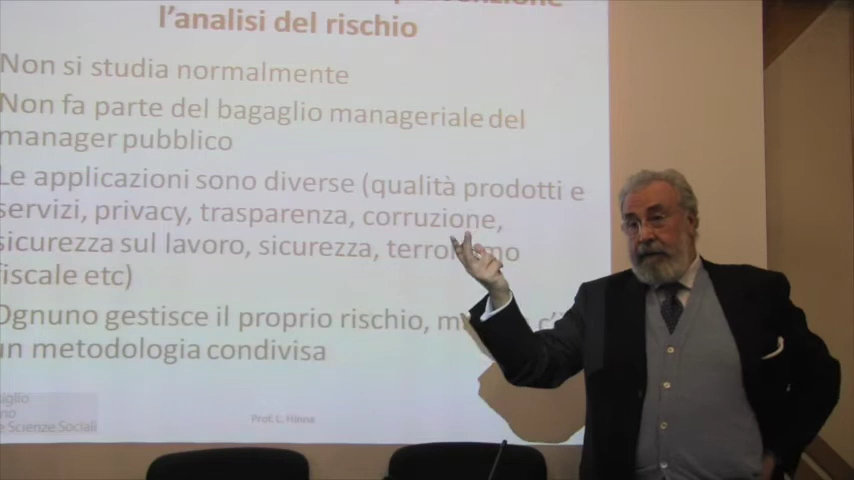 l'analisi del rischio
Non si studia normalmente
Non fa parte del bagaglio manageriale del
manager pubblico
Le applicazioni sono diverse (qualità prodotti e
servizi, privacy, trasparenza, corruzione,
sicurezza sul lavoro, sicurezza,
fiscale etc)
Ognuno gestisce il proprio rischio,
un metodologia condivisa
Prof. L. Hinna
e Scienze Sociali